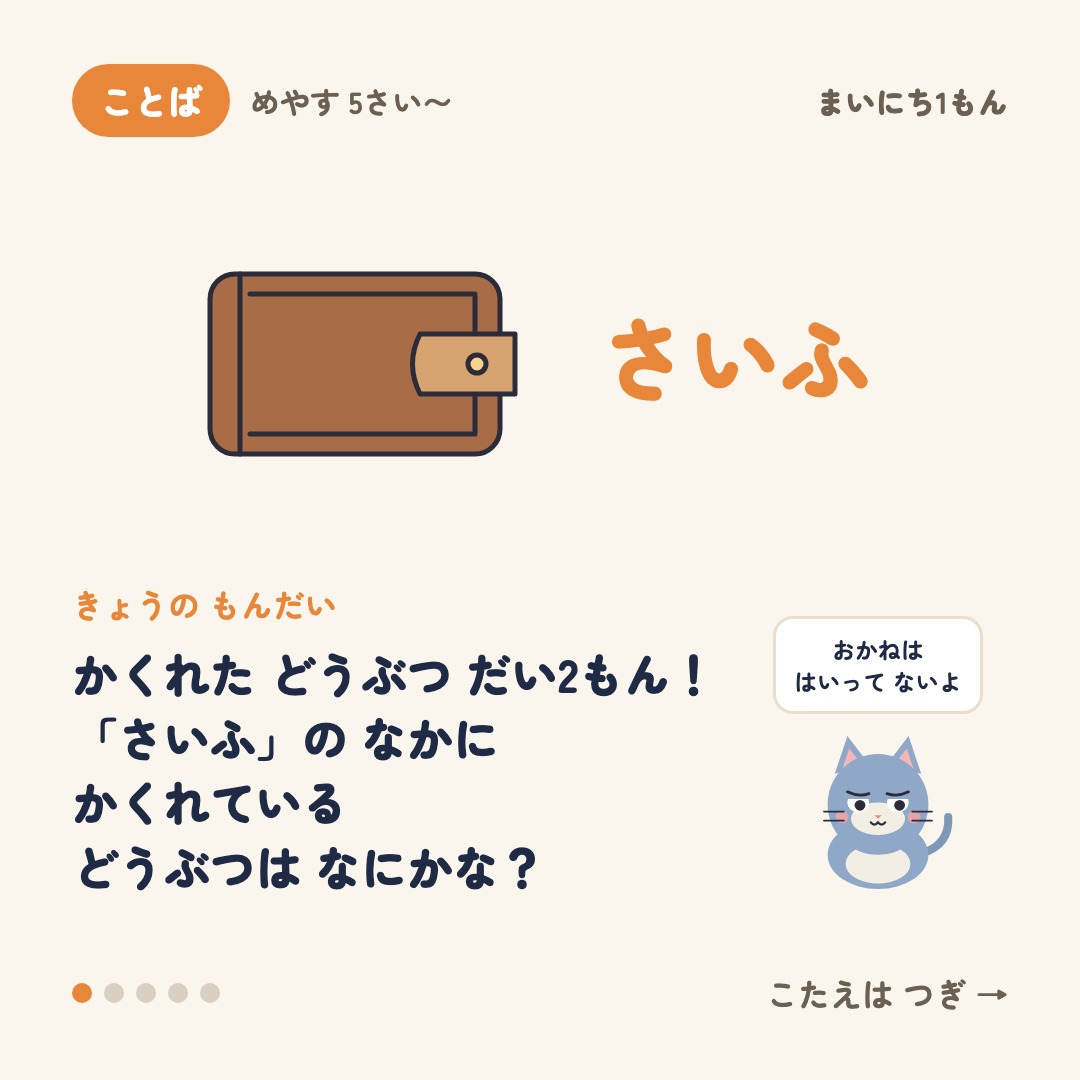 ことば めやす 5さい〜 まいにち1もん
さいふ
きょうの もんだい
かくれた どうぶつ だい2もん！
「さいふ」の なかに
かくれている
どうぶつは なにかな？
おかねは
はいって ないよ
こたえは つぎ →